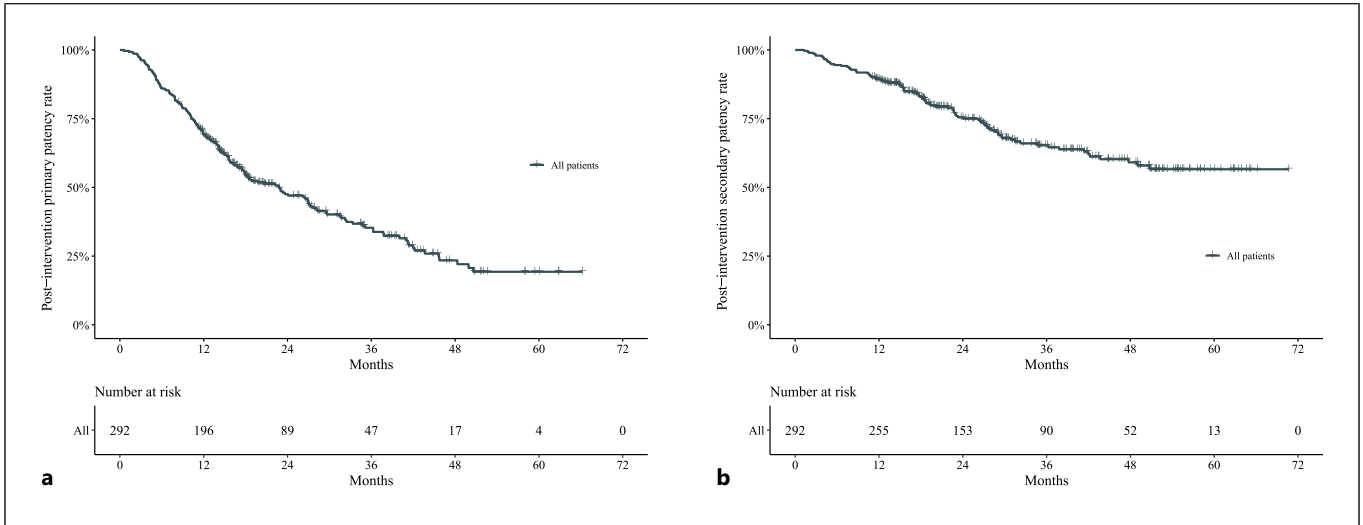 Post−intervention primary patency rate
100%
75%
50%
25%
0%
All patients
0 12 24 36 48 60 72
Months
Number at risk
All 292 196 89 47 17 4 0
0 12 24 36 48 60 72
Months
a
Post−intervention secondary patency rate
100%
75%
50%
25%
0%
All patients
0 12 24 36 48 60 72
Months
Number at risk
All 292 255 153 90 52 13 0
0 12 24 36 48 60 72
Months
b